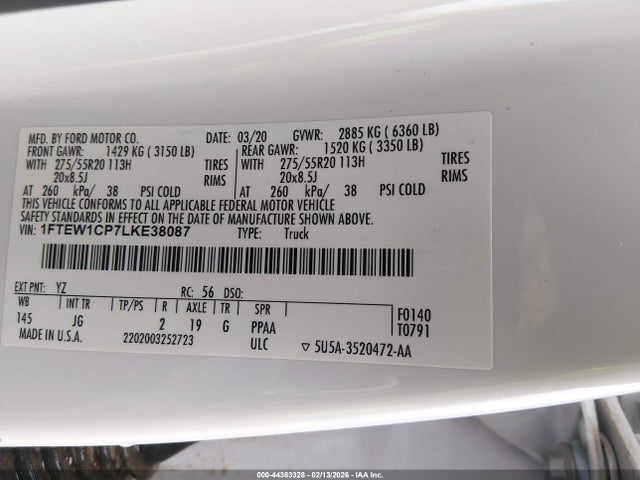 MFD. BY FORD MOTOR CO. DATE: 03/20 GVWR: 2885 KG ( 6360 LB)
FRONT GAWR: 1429 KG ( 3150 LB) REAR GAWR: 1520 KG ( 3350 LB)
WITH 275/55R20 113H TIRES WITH 275/55R20 113H TIRES
20x8.5J RIMS 20x8.5J RIMS
AT 260 kPa/ 38 PSI COLD AT 260 kPa/ 38 PSI COLD
THIS VEHICLE CONFORMS TO ALL APPLICABLE FEDERAL MOTOR VEHICLE
SAFETY AND THEFT PREVENTION STANDARDS IN EFFECT ON THE DATE OF MANUFACTURE SHOWN ABOVE.
VIN: 1FTEW1CP7LKE38087 TYPE: Truck
EXT PNT: YZ RC: 56 DSO:
WB INT TR TP/PS R AXLE TR SPR F0140
145 JG 2 19 G PPAA T0791
MADE IN U.S.A. 2202003252723 ULC ▽ 5U5A-3520472-AA
000-44383328 - 02/13/2026 - IAA Inc.